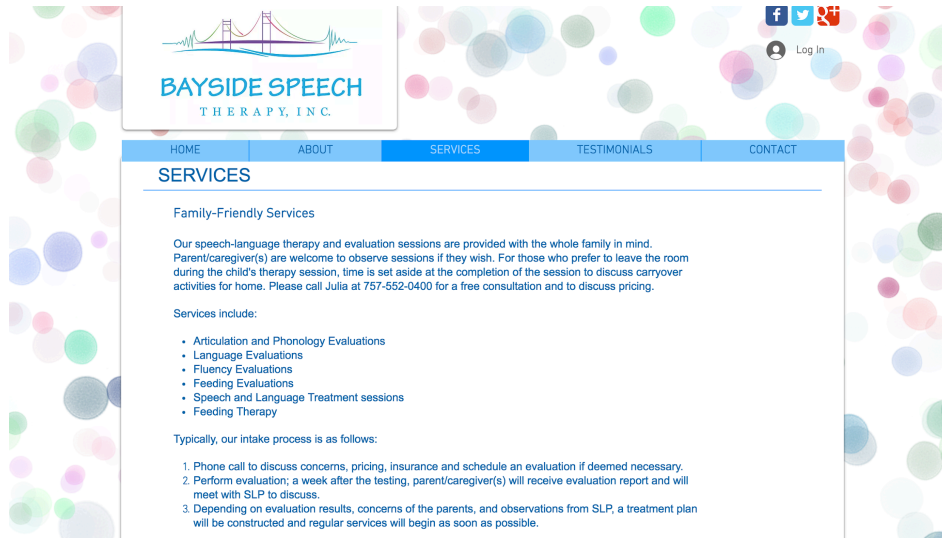 f
g+
Log In
BAYSIDE SPEECH
THERAPY, INC.
HOME ABOUT SERVICES TESTIMONIALS CONTACT
SERVICES
Family-Friendly Services
Our speech-language therapy and evaluation sessions are provided with the whole family in mind.
Parent/caregiver(s) are welcome to observe sessions if they wish. For those who prefer to leave the room
during the child's therapy session, time is set aside at the completion of the session to discuss carryover
activities for home. Please call Julia at 757-552-0400 for a free consultation and to discuss pricing.
Services include:
• Articulation and Phonology Evaluations
• Language Evaluations
• Fluency Evaluations
• Feeding Evaluations
• Speech and Language Treatment sessions
• Feeding Therapy
Typically, our intake process is as follows:
1. Phone call to discuss concerns, pricing, insurance and schedule an evaluation if deemed necessary.
2. Perform evaluation; a week after the testing, parent/caregiver(s) will receive evaluation report and will
meet with SLP to discuss.
3. Depending on evaluation results, concerns of the parents, and observations from SLP, a treatment plan
will be constructed and regular services will begin as soon as possible.